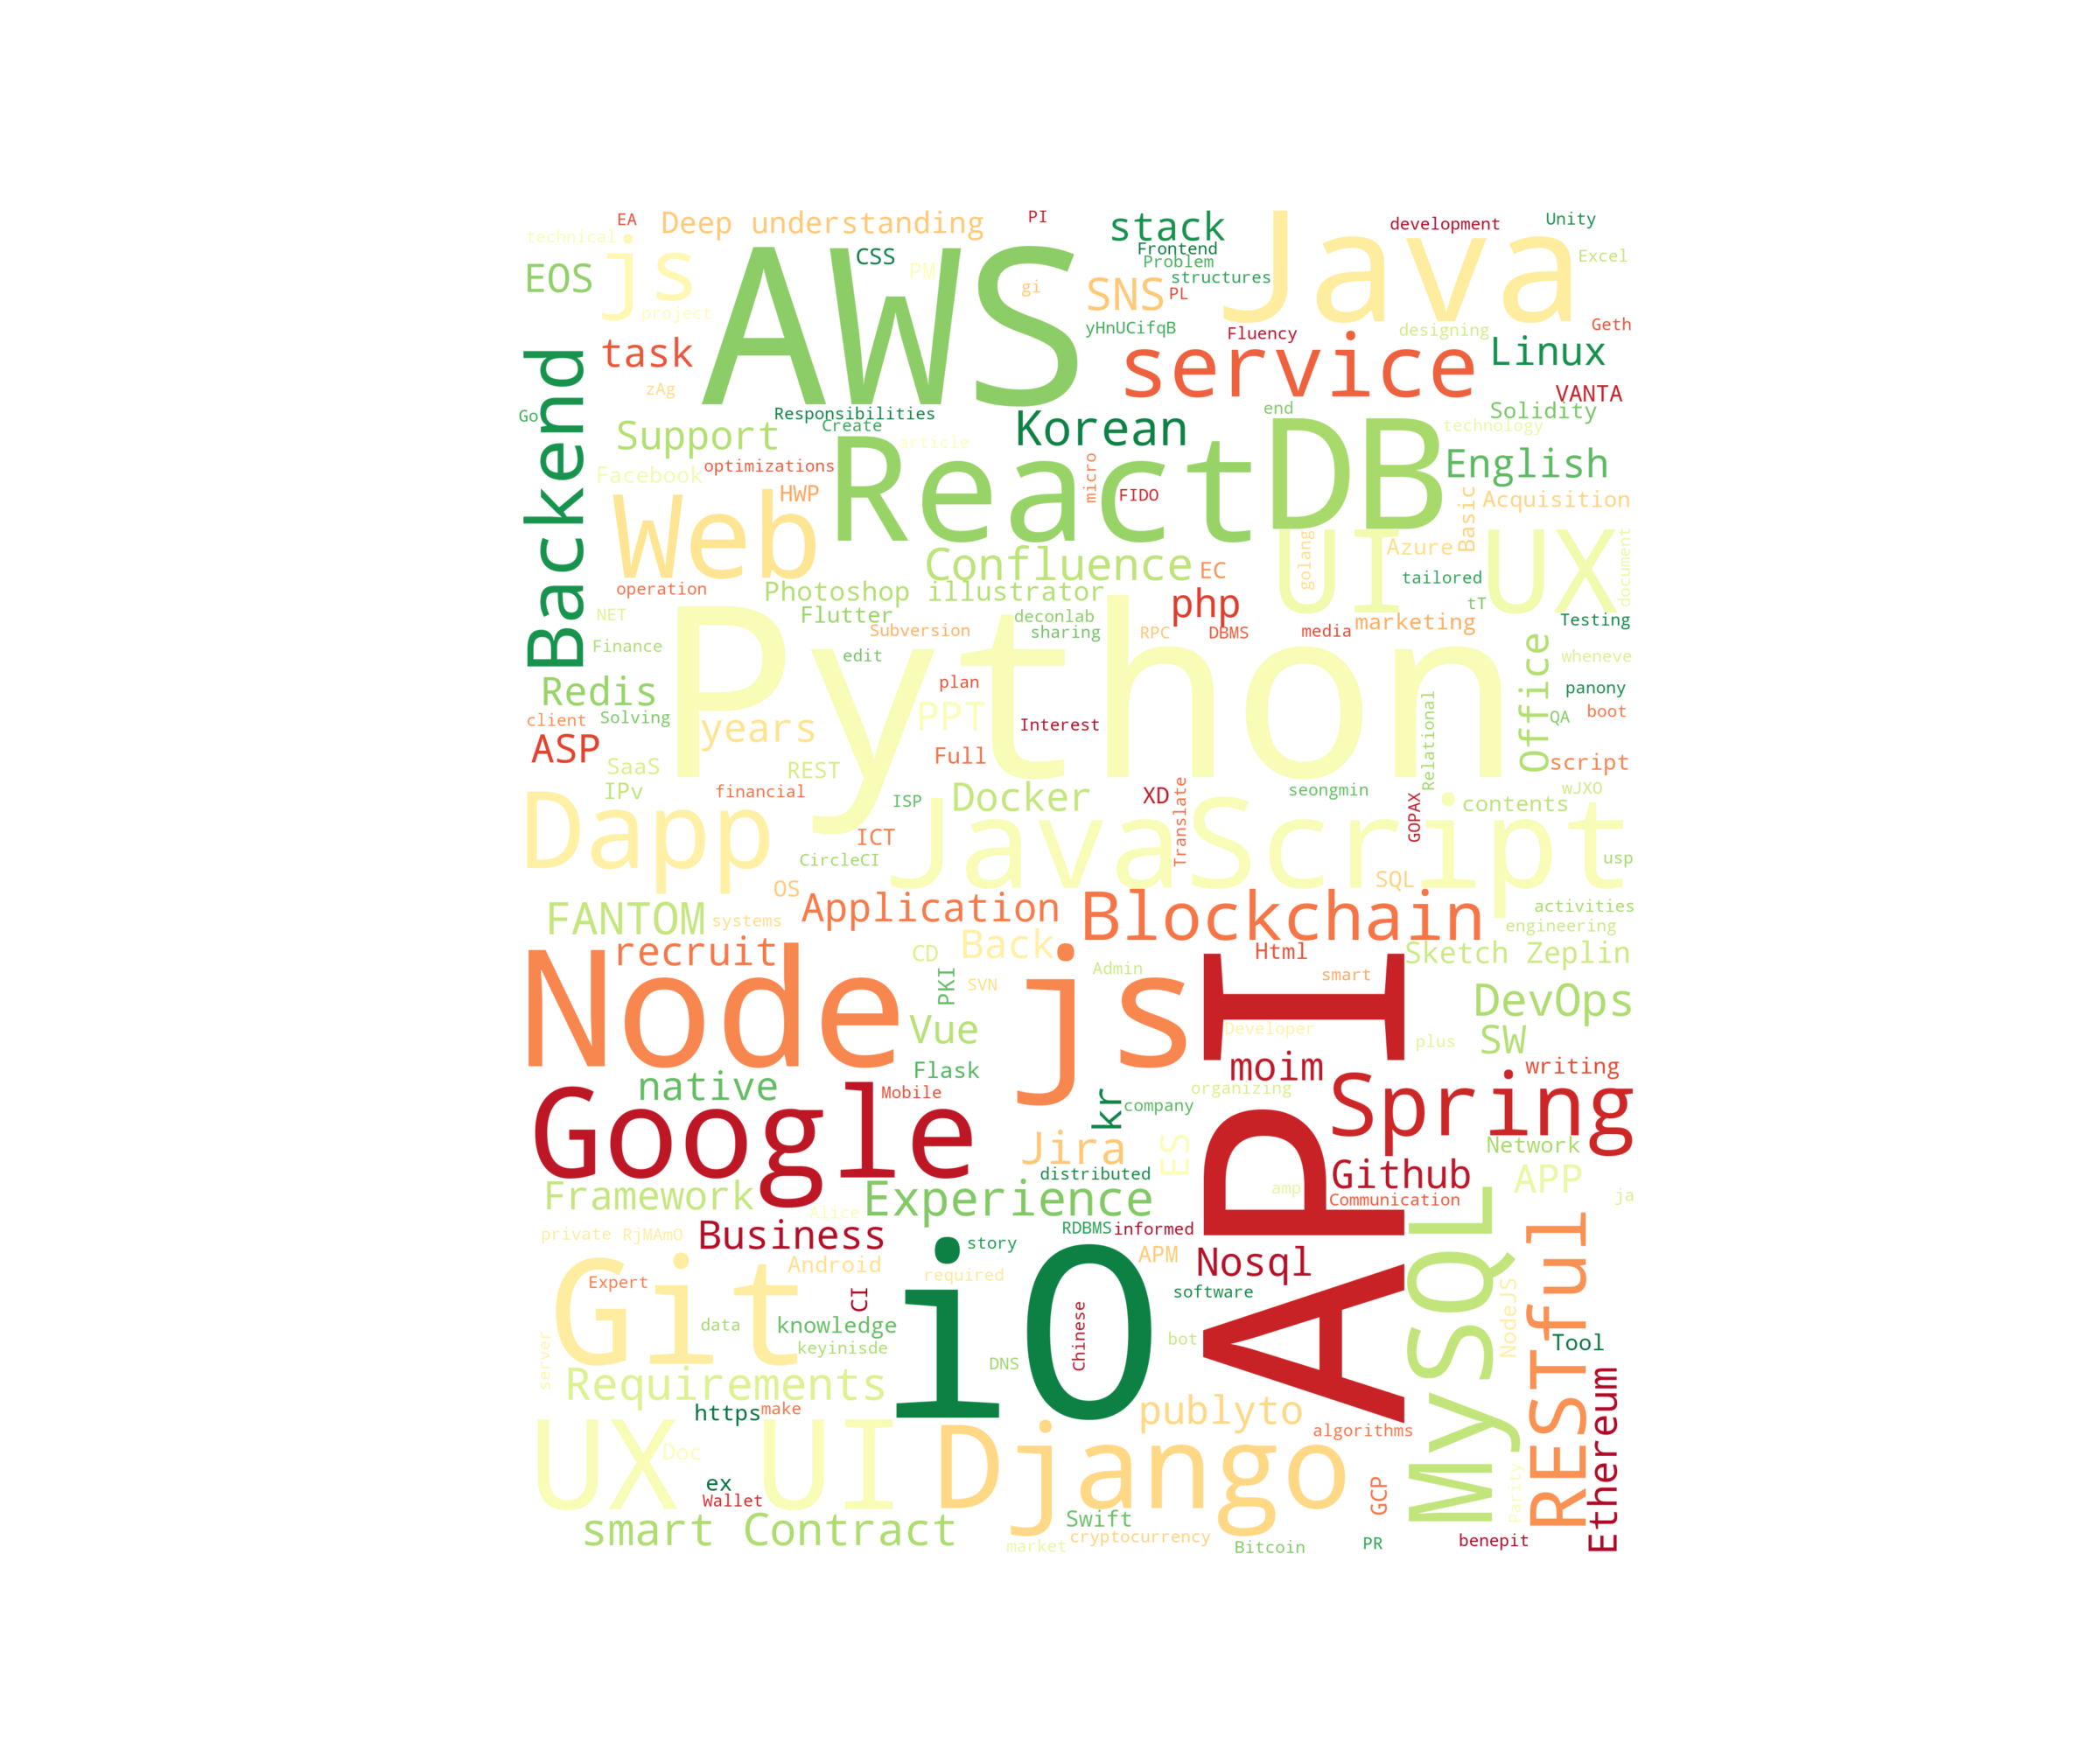 EA
Deep understanding
PI
stack
Java
development
Unity
technical
js
AWS
CSS
PM
Frontend
Problem
structures
Excel
EOS
gi
SNS
PL
project
yHnUCifqB
Fluency
designing
Geth
task
service
Linux
zAg
VANTA
Backend
Go
Responsibilities
Create
article
Korean
end
DB
Solidity
technology
Support
React
English
Facebook
optimizations
HWP
micro
FIDO
Basic
Acquisition
Web
Confluence
EC
UI UX
golang
Azure
document
operation
Photoshop illustrator
tailored
php
tT
NET
Flutter
deconlab
sharing
Subversion
RPC
DBMS
media
marketing
Testing
Finance
Python
edit
Office
wheneve
Redis
plan
panony
client
Solving
years
PPT
Interest
Relational
QA
boot
ASP
Full
SaaS
REST
script
IPv
financial
ISP
Docker
XD
Translate
seongmin
GOPAX
contents
wJXO
Dapp
ICT
JavaScript
CircleCI
usp
OS
SQL
FANTOM
systems
Application
Blockchain
activities
engineering
recruit
CD
Back
Html
Sketch Zeplin
Node js
PKI
SVN
Admin
smart
API
DevOps
Vue
Developer
plus
SW
native
Flask
moim
writing
Google
Mobile
kr
company
organizing
Spring
Jira
ES
Network
distributed
Github
APP
Framework
Experience
amp
Communication
ja
Alice
private
RjMAmO
Business
story
RDBMS
informed
MySQL
RESTful
Git
Android
iO
required
APM
Nosql
Expert
CI
software
NodeJS
data
knowledge
Chinese
bot
Tool
server
keyinisde
DNS
Requirements
Ethereum
https
make
publyto
UX UI
Doc
Django
algorithms
ex
Wallet
GCP
Parity
smart Contract
Swift
market
cryptocurrency
Bitcoin
PR
benepit